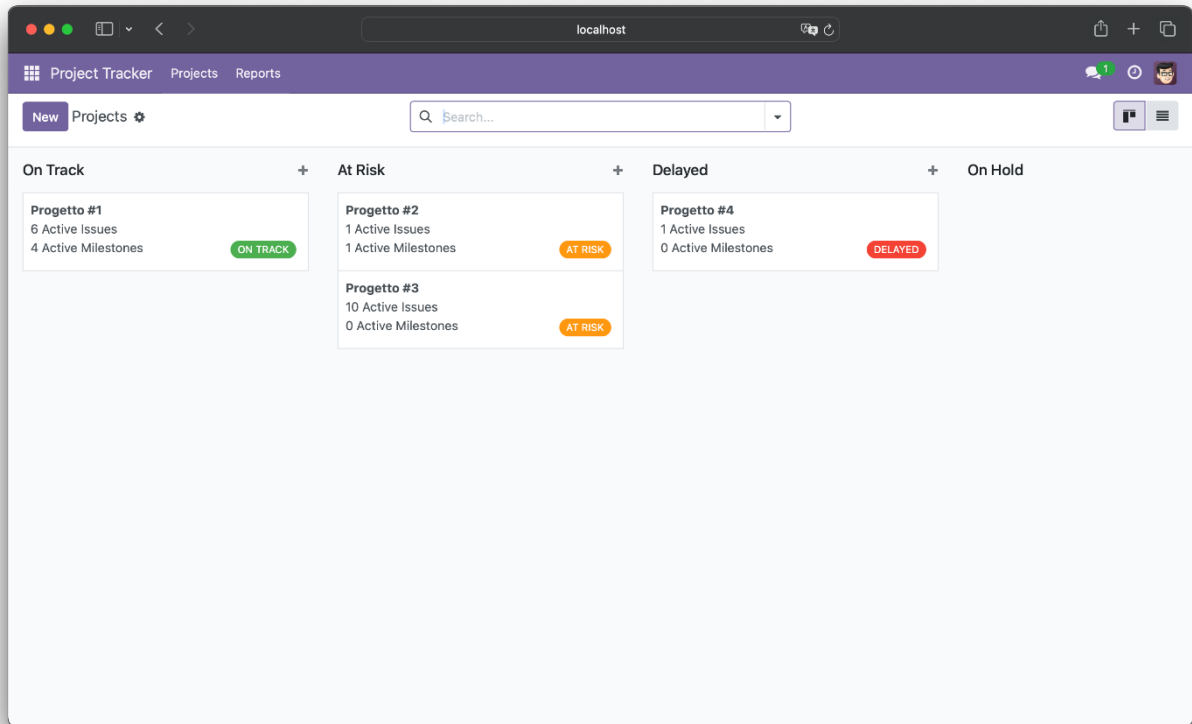 localhost
Project Tracker Projects Reports 1
New Projects Search...
On Track + At Risk + Delayed + On Hold
Progetto #1
6 Active Issues
4 Active Milestones ON TRACK
Progetto #2
1 Active Issues
1 Active Milestones AT RISK
Progetto #3
10 Active Issues
0 Active Milestones AT RISK
Progetto #4
1 Active Issues
0 Active Milestones DELAYED